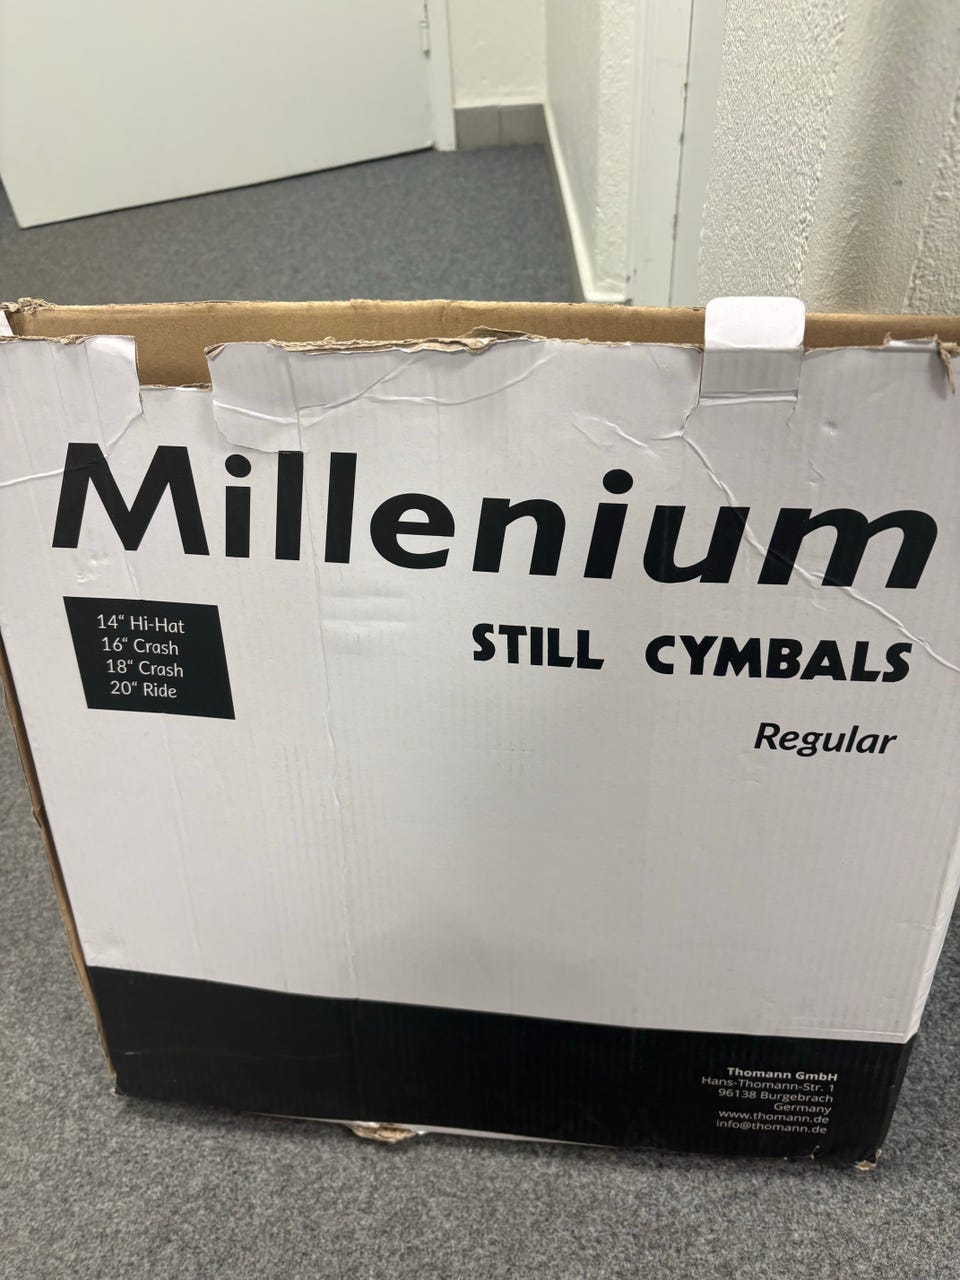 Millenium
14“ Hi-Hat
16“ Crash
18“ Crash
20“ Ride
STILL CYMBALS
Regular
Thomann GmbH
Hans-Thomann-Str. 1
96138 Burgebrach
Germany
www.thomann.de
info@thomann.de